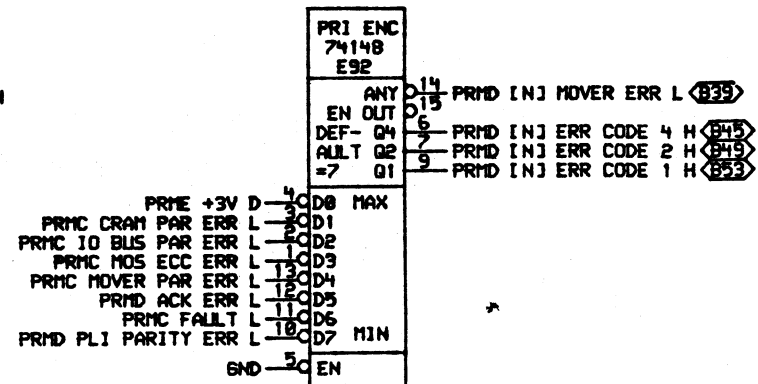 PRI ENC
74148
E92
ANY 14 PRMD [N] MOVER ERR L B39
EN OUT 15
DEF- Q4 6 PRMD [N] ERR CODE 4 H B45
AULT Q2 7 PRMD [N] ERR CODE 2 H B49
=7 Q1 9 PRMD [N] ERR CODE 1 H B53
PRME +3V D 4 D0 MAX
PRMC CRAM PAR ERR L 3 D1
PRMC IO BUS PAR ERR L 2 D2
PRMC MOS ECC ERR L 1 D3
PRMC MOVER PAR ERR L 13 D4
PRMD ACK ERR L 12 D5
PRMC FAULT L 11 D6
PRMD PLI PARITY ERR L 10 D7 MIN
GND 5 EN